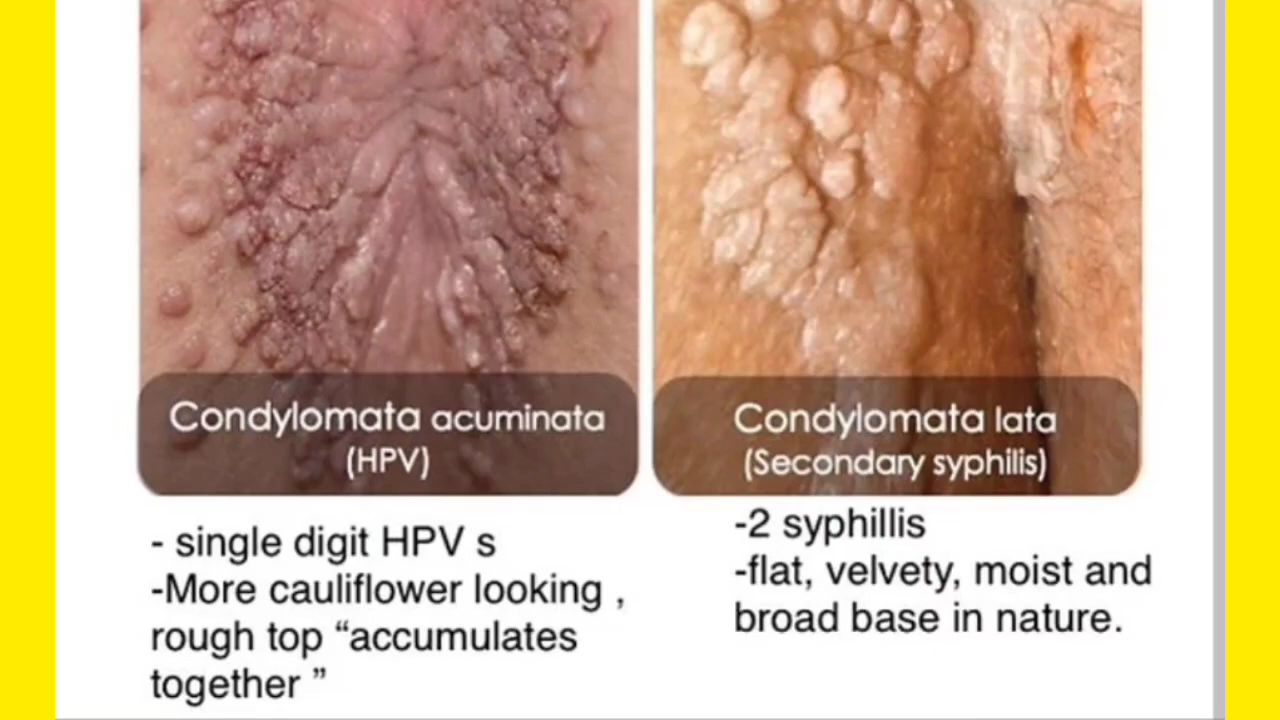 Condylomata acuminata
(HPV)
- single digit HPV s
-More cauliflower looking ,
rough top “accumulates
together ”
Condylomata lata
(Secondary syphilis)
-2 syphillis
-flat, velvety, moist and
broad base in nature.